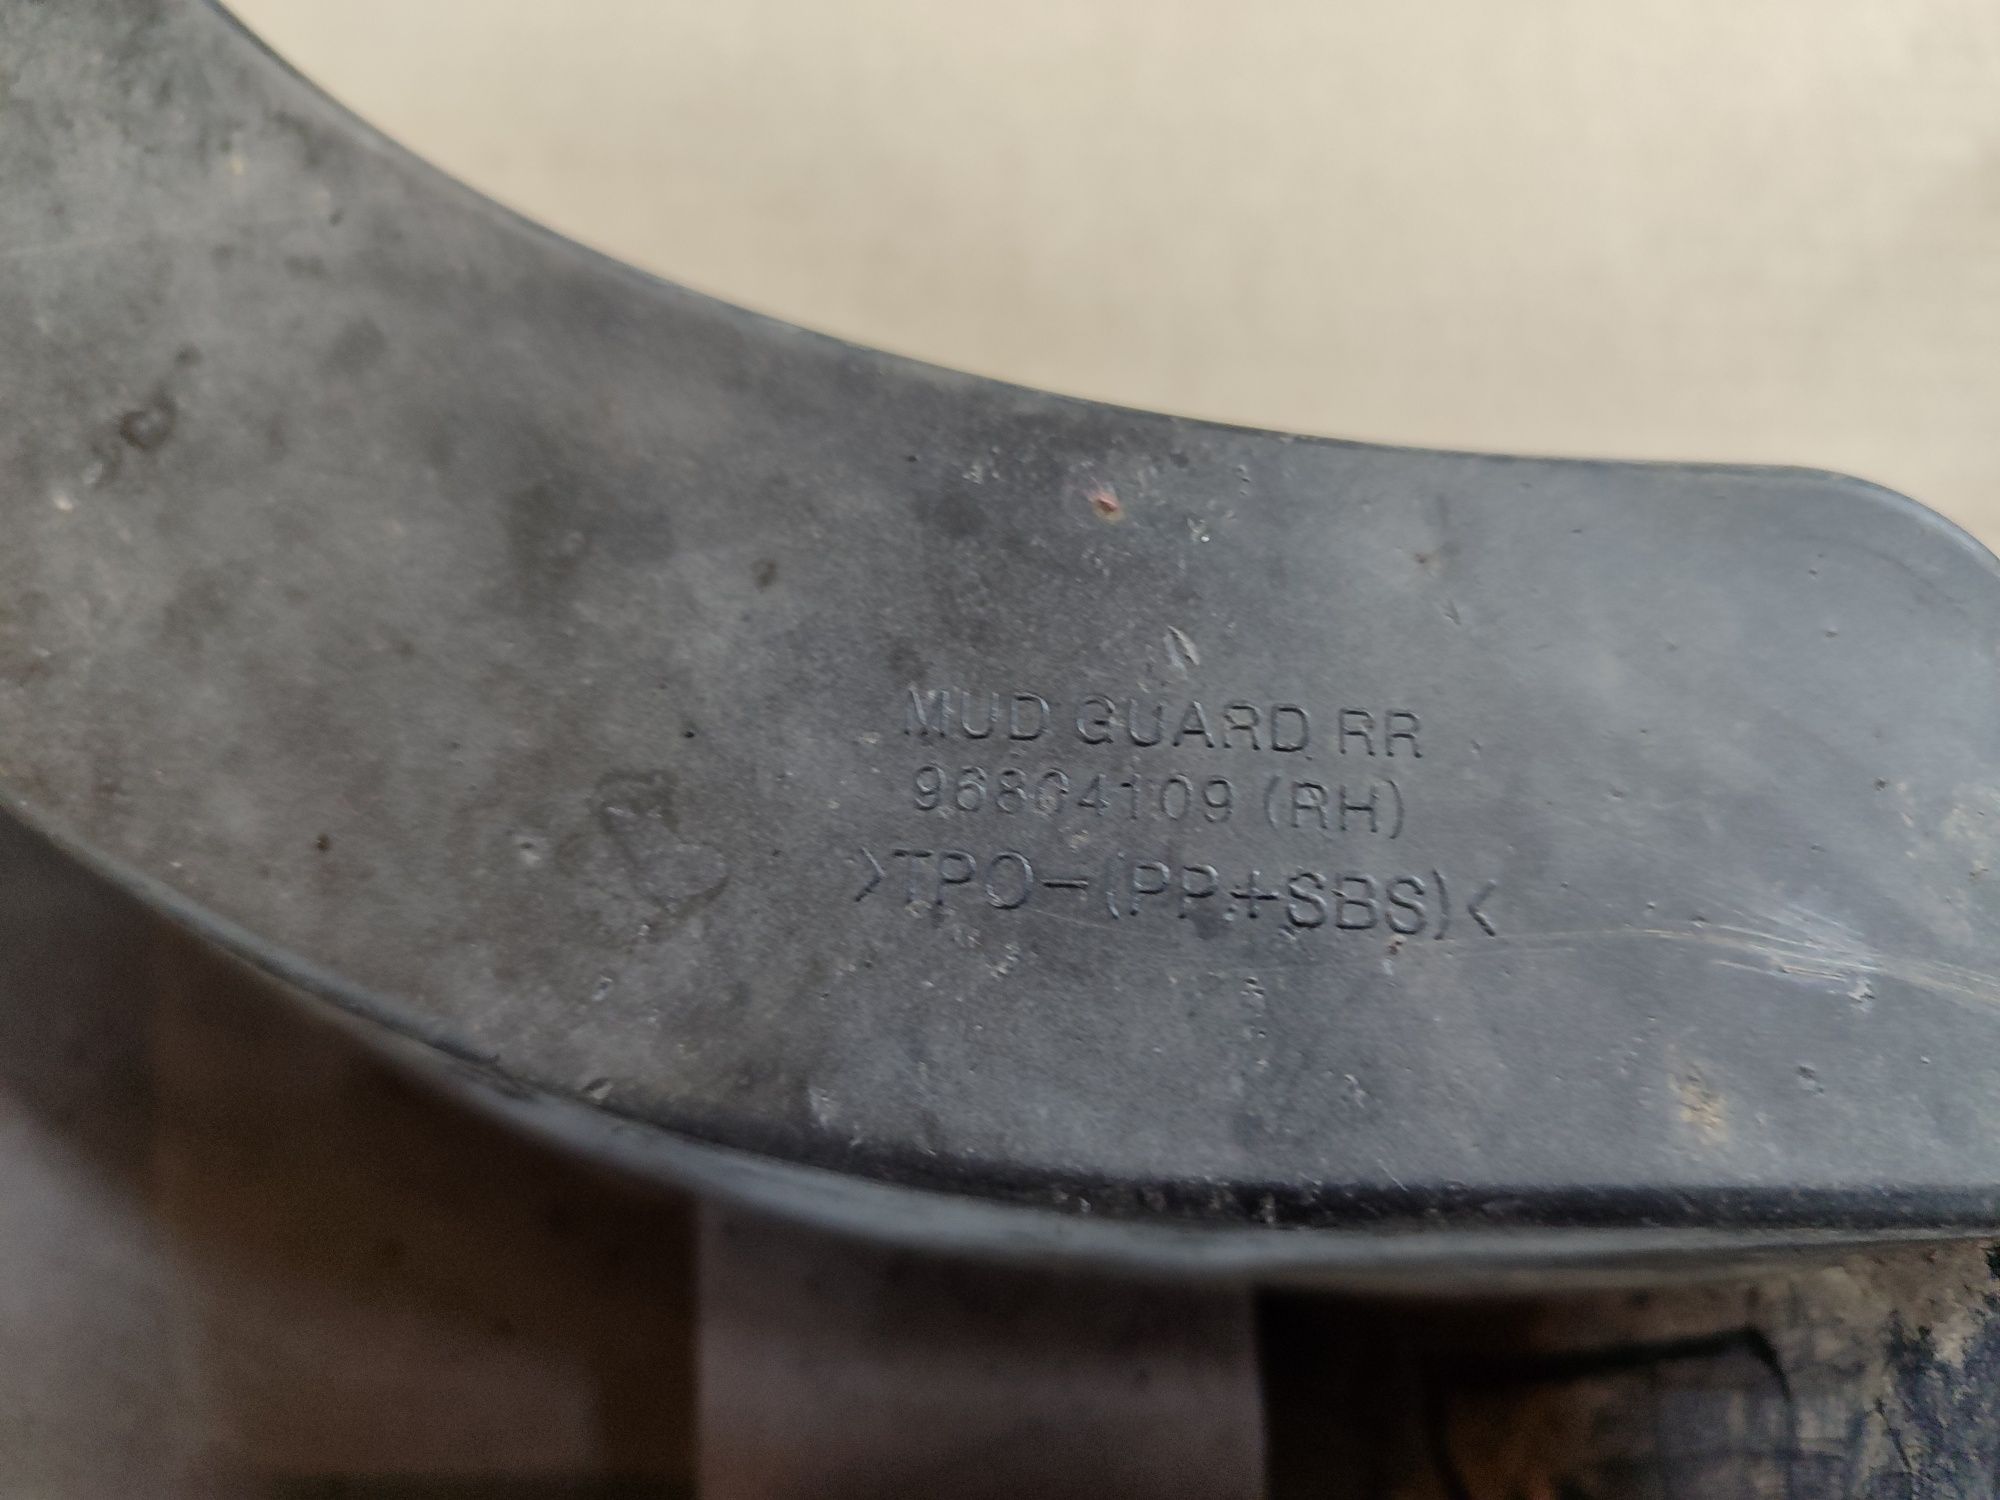 MUD GUARD RR
96804109 (RH)
>TPO-(PP+SBS)<